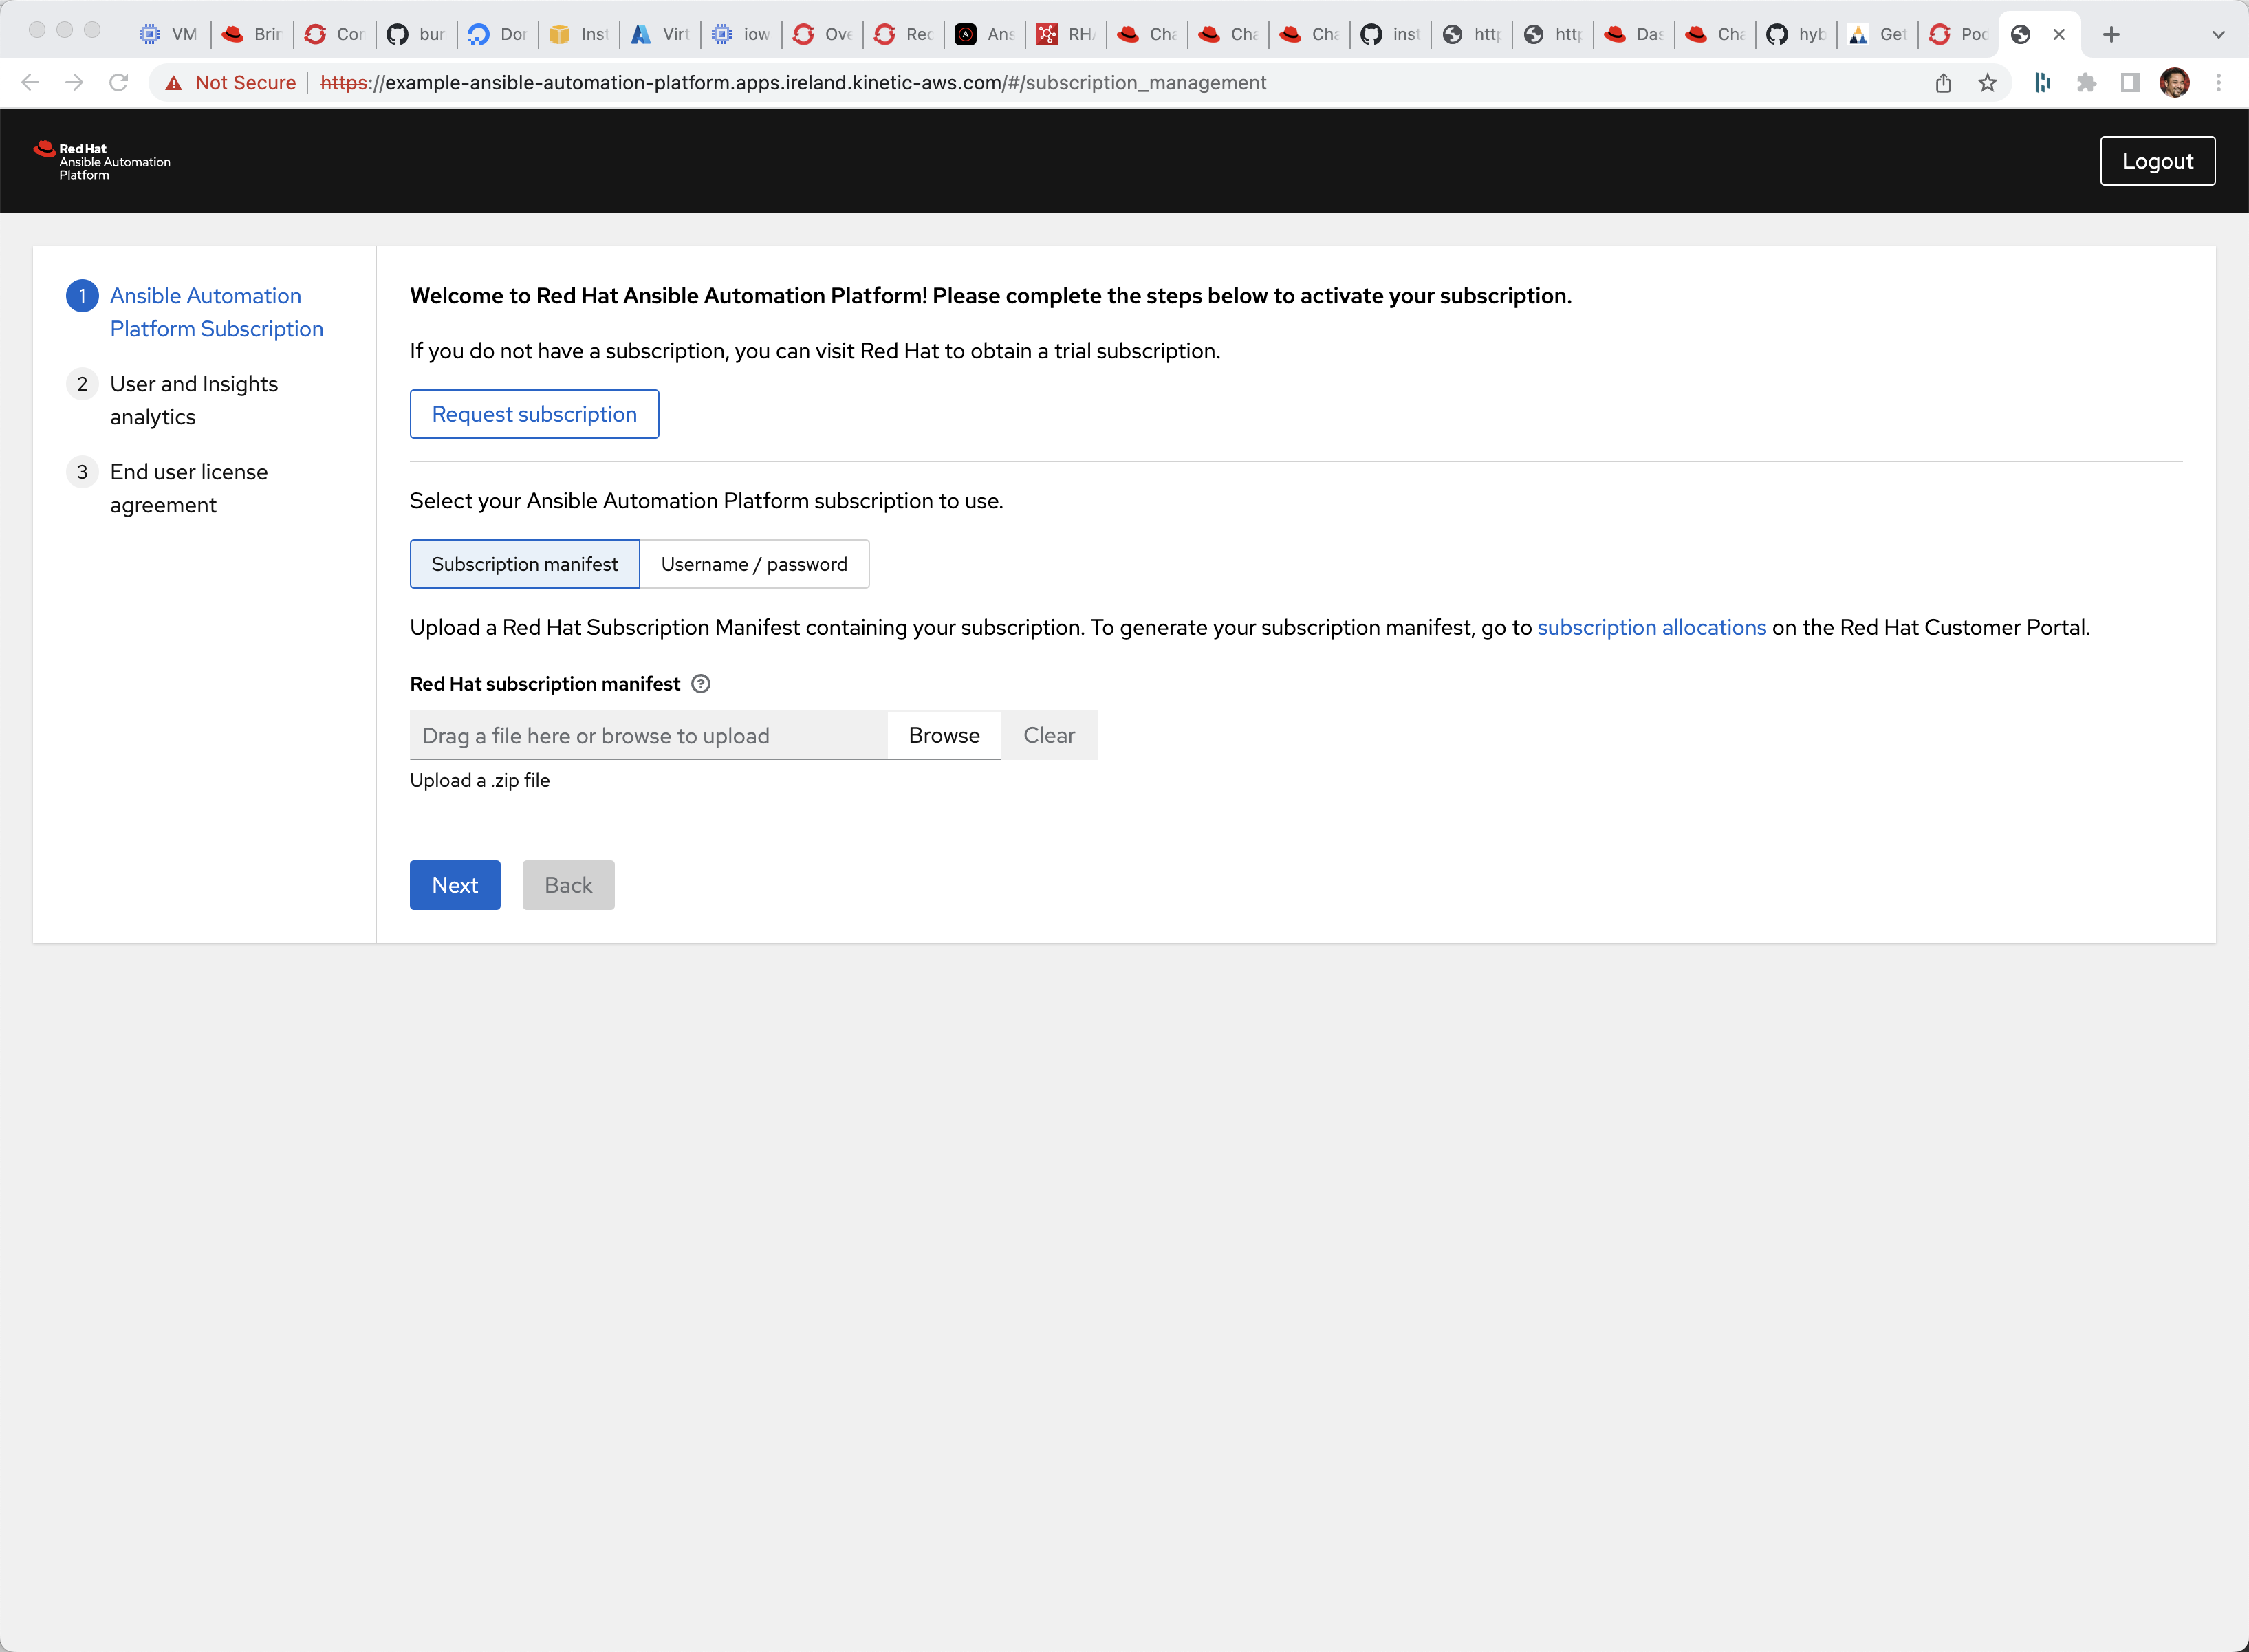 VM
Brin
Cor
bur
Dor
Inst
Virt
iow
Ove
Rec
Ans
RHA
Cha
Cha
Cha
inst
http
http
Das
Cha
hyb
Get
Poc
Not Secure
https://example-ansible-automation-platform.apps.ireland.kinetic-aws.com/#/subscription_management
Red Hat
Ansible Automation
Platform
Logout
1 Ansible Automation
Platform Subscription
2 User and Insights
analytics
3 End user license
agreement
Welcome to Red Hat Ansible Automation Platform! Please complete the steps below to activate your subscription.
If you do not have a subscription, you can visit Red Hat to obtain a trial subscription.
Request subscription
Select your Ansible Automation Platform subscription to use.
Subscription manifest Username / password
Upload a Red Hat Subscription Manifest containing your subscription. To generate your subscription manifest, go to subscription allocations on the Red Hat Customer Portal.
Red Hat subscription manifest
Drag a file here or browse to upload Browse Clear
Upload a .zip file
Next Back